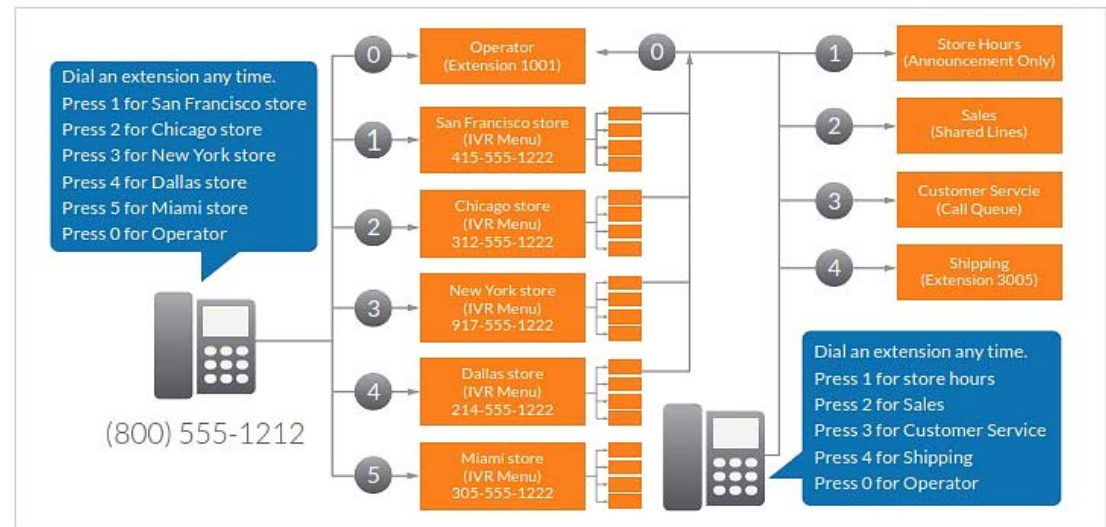 Dial an extension any time.
Press 1 for San Francisco store
Press 2 for Chicago store
Press 3 for New York store
Press 4 for Dallas store
Press 5 for Miami store
Press 0 for Operator
(800) 555-1212
0
Operator
(Extension 1001)
1
San Francisco store
(IVR Menu)
415-555-1222
2
Chicago store
(IVR Menu)
312-555-1222
3
New York store
(IVR Menu)
917-555-1222
4
Dallas store
(IVR Menu)
214-555-1222
5
Miami store
(IVR Menu)
305-555-1222
0
1
Store Hours
(Announcement Only)
2
Sales
(Shared Lines)
3
Customer Servcie
(Call Queue)
4
Shipping
(Extension 3005)
Dial an extension any time.
Press 1 for store hours
Press 2 for Sales
Press 3 for Customer Service
Press 4 for Shipping
Press 0 for Operator